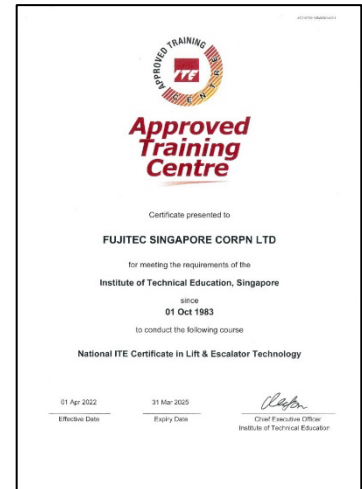 APPROVED TRAINING
ITE
CENTRE
Approved
Training
Centre
Certificate presented to
FUJITEC SINGAPORE CORPN LTD
for meeting the requirements of the
Institute of Technical Education, Singapore
since
01 Oct 1983
to conduct the following course
National ITE Certificate in Lift & Escalator Technology
01 Apr 2022 31 Mar 2025
Effective Date Expiry Date Chief Executive Officer
Institute of Technical Education